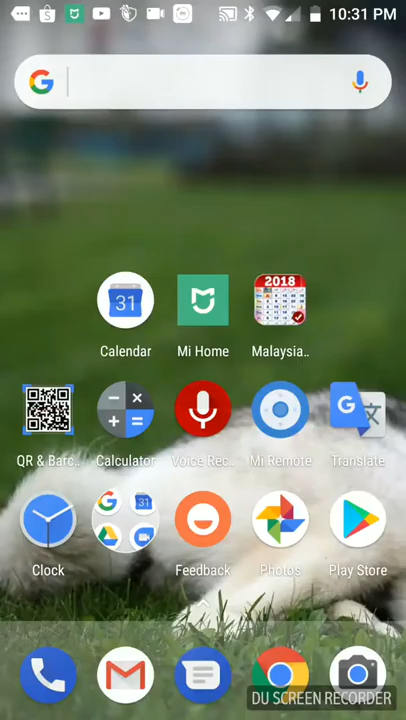 10:31 PM
31
2018
Calendar
Mi Home
Malaysia..
QR & Barc..
Calculator
Voice Rec..
Mi Remote
Translate
31
Clock
Feedback
Photos
Play Store
DU SCREEN RECORDER